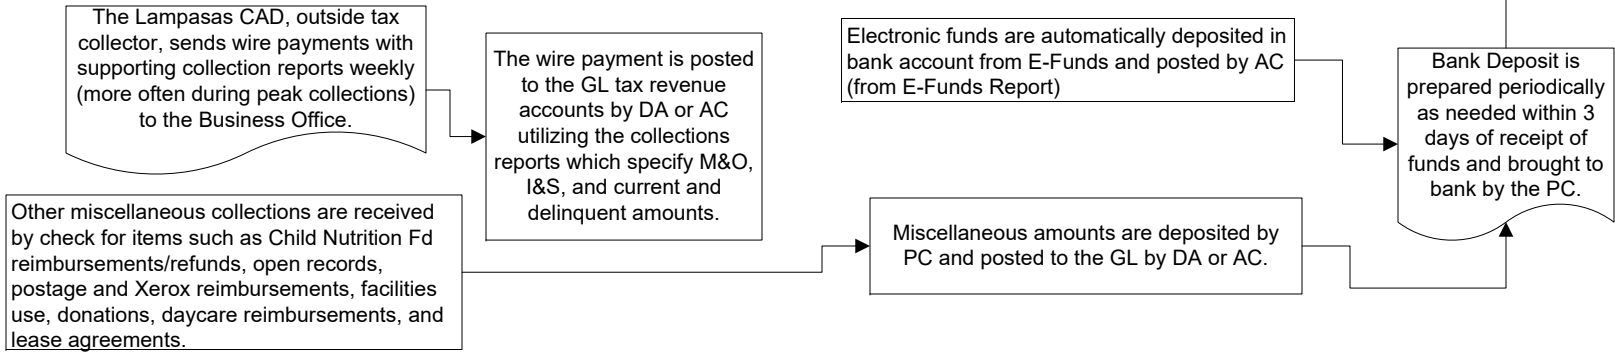 The Lampasas CAD, outside tax
collector, sends wire payments with
supporting collection reports weekly
(more often during peak collections)
to the Business Office.
The wire payment is posted
to the GL tax revenue
accounts by DA or AC
utilizing the collections
reports which specify M&O,
I&S, and current and
delinquent amounts.
Electronic funds are automatically deposited in
bank account from E-Funds and posted by AC
(from E-Funds Report)
Bank Deposit is
prepared periodically
as needed within 3
days of receipt of
funds and brought to
bank by the PC.
Other miscellaneous collections are received
by check for items such as Child Nutrition Fd
reimbursements/refunds, open records,
postage and Xerox reimbursements, facilities
use, donations, daycare reimbursements, and
lease agreements.
Miscellaneous amounts are deposited by
PC and posted to the GL by DA or AC.